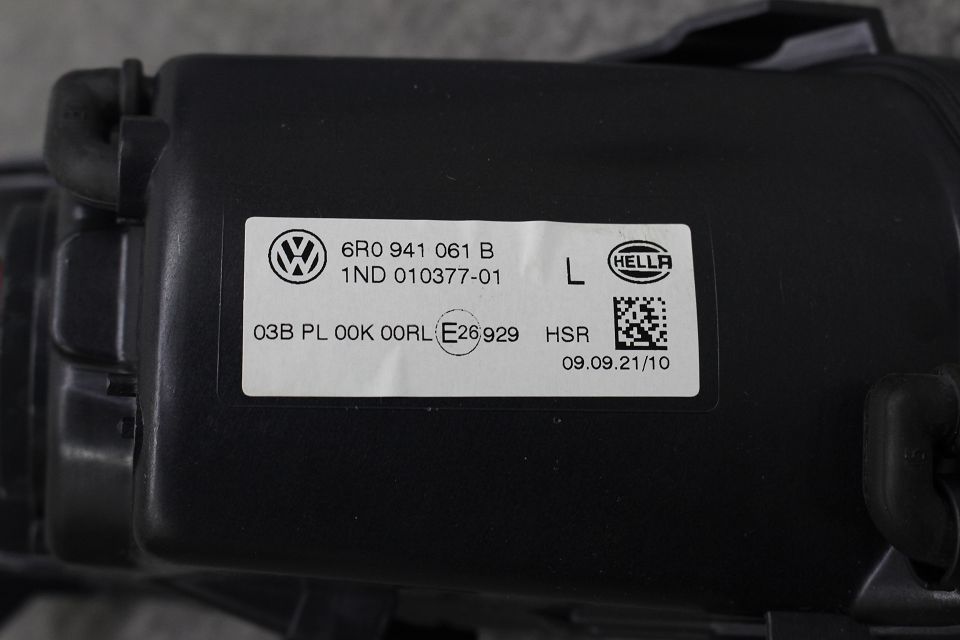 6R0 941 061 B
1ND 010377-01
L
HELLA
03B PL 00K 00RL E26 929 HSR
09.09.21/10